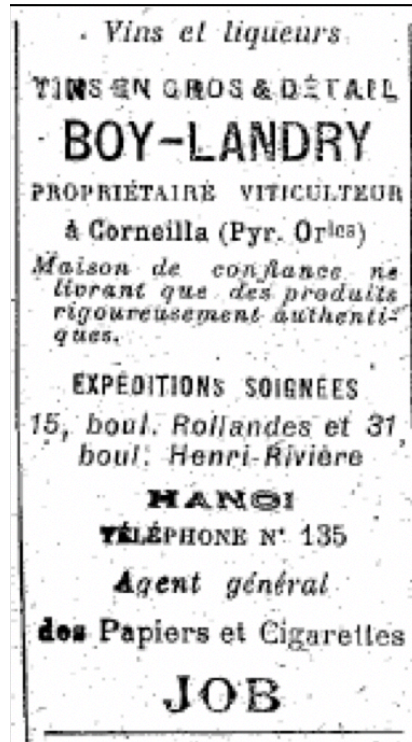 Vins et liqueurs
VINS EN GROS & DÉTAIL
BOY-LANDRY
PROPRIÉTAIRE VITICULTEUR
à Corneilla (Pyr. Orles)
Maison de confiance ne
livrant que des produits
rigoureusement authenti-
ques.
EXPÉDITIONS SOIGNÉES
15, boul. Rollandes et 31
boul. Henri-Rivière
HANOI
TÉLÉPHONE N° 135
Agent général
des Papiers et Cigarettes
JOB